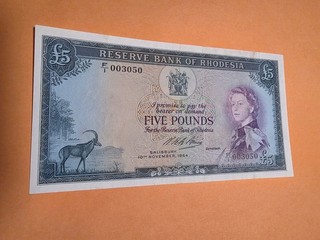 RESERVE BANK OF RHODESIA
£5
£5
F/1 003050
I promise to pay the
bearer on demand
FIVE POUNDS
For the Reserve Bank of Rhodesia
SALISBURY
10TH NOVEMBER, 1964
F/1 003050
£5